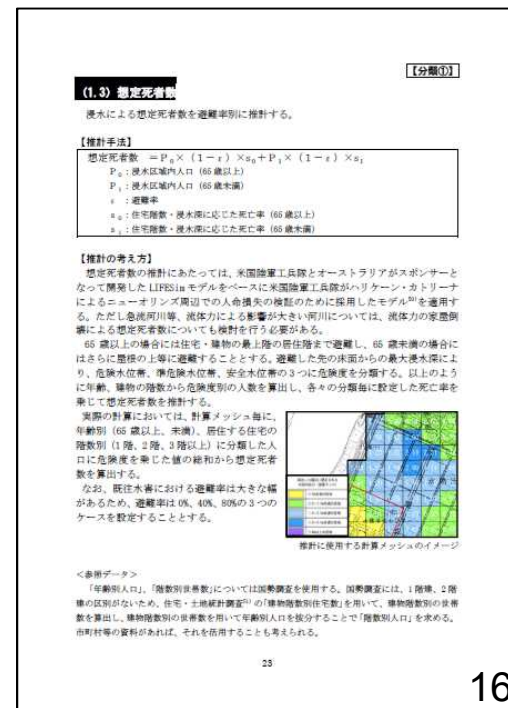 【分類①】
(1.3) 想定死者数
浸水による想定死者数を避難率別に推計する。
【推計手法】
想定死者数 =P₀×(1-ε)×s₀+P₁×(1-ε)×s₁
P₀:浸水区域内人口(65歳以上)
P₁:浸水区域内人口(65歳未満)
ε :避難率
s₀:住宅階数・浸水深に応じた死亡率(65歳以上)
s₁:住宅階数・浸水深に応じた死亡率(65歳未満)
【推計の考え方】
想定死者数の推計にあたっては、米国陸軍工兵隊とオーストラリアがスポンサーと
なって開発したLIFESimモデルをベースに米国陸軍工兵隊がハリケーン・カトリーナ
によるニューオリンズ周辺での人命損失の検証のために採用したモデル⁵⁰⁾を適用す
る。ただし急流河川等、流体力による影響が大きい河川については、流体力の家屋倒
壊による想定死者数についても検討を行う必要がある。
65歳以上の場合には住宅・建物の最上階の居住階まで避難し、65歳未満の場合に
はさらに屋根の上等に避難することとする。避難した先の床面からの最大浸水深によ
り、危険水位帯、準危険水位帯、安全水位帯の3つに危険度を分類する。以上のよう
に年齢、建物の階数から危険度別の人数を算出し、各々の分類毎に設定した死亡率を
乗じて想定死者数を推計する。
実際の計算においては、計算メッシュ毎に、
年齢別(65歳以上、未満)、居住する住宅の
階数別(1階、2階、3階以上)に分類した人
口に危険度を乗じた値の総和から想定死者
数を算出する。
なお、既往水害における避難率は大きな幅
があるため、避難率は0%、40%、80%の3つの
ケースを設定することとする。
推計に使用する計算メッシュのイメージ
<参照データ>
「年齢別人口」、「階数別世帯数」については国勢調査を使用する。国勢調査には、1階建、2階
建の区別がないため、住宅・土地統計調査⁵¹⁾の「建物階数別住宅数」を用いて、建物階数別の世帯
数を算出し、建物階数別の世帯数を用いて年齢別人口を按分することで「階数別人口」を求める。
市町村等の資料があれば、それを活用することも考えられる。
23
16